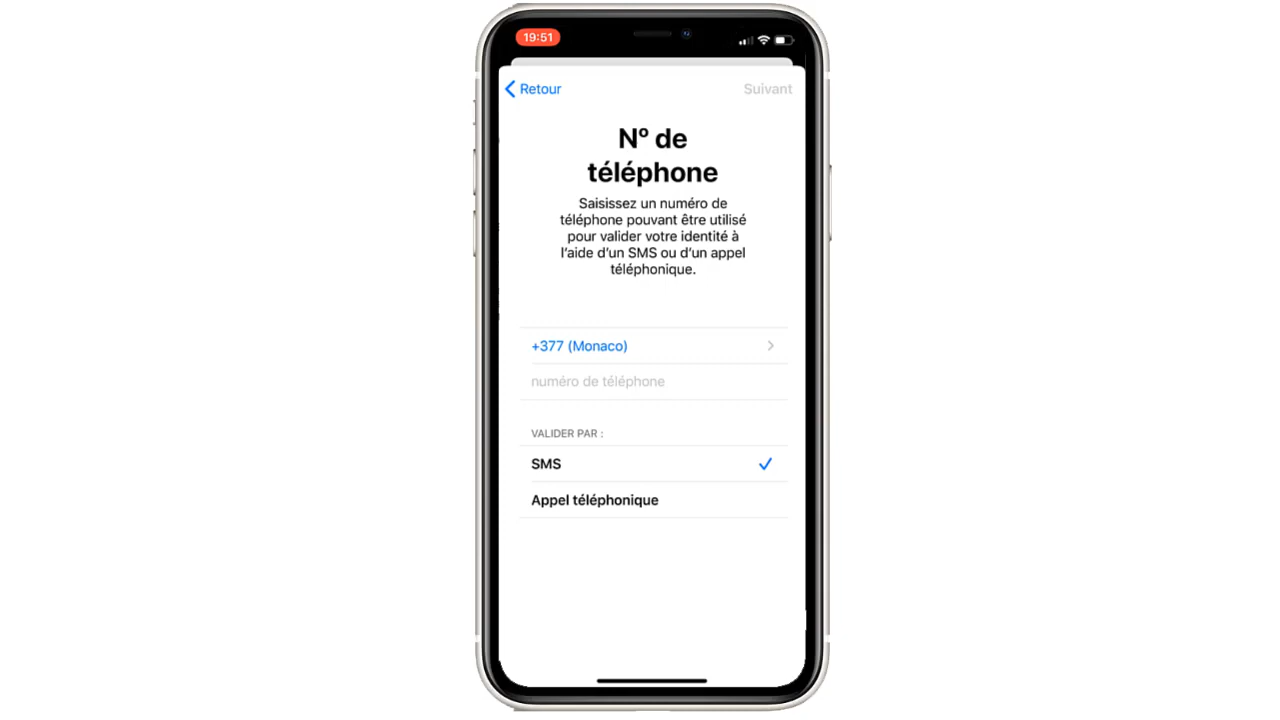 19:51
Retour
Suivant
N° de
téléphone
Saisissez un numéro de
téléphone pouvant être utilisé
pour valider votre identité à
l'aide d'un SMS ou d'un appel
téléphonique.
+377 (Monaco)
numéro de téléphone
VALIDER PAR :
SMS
Appel téléphonique